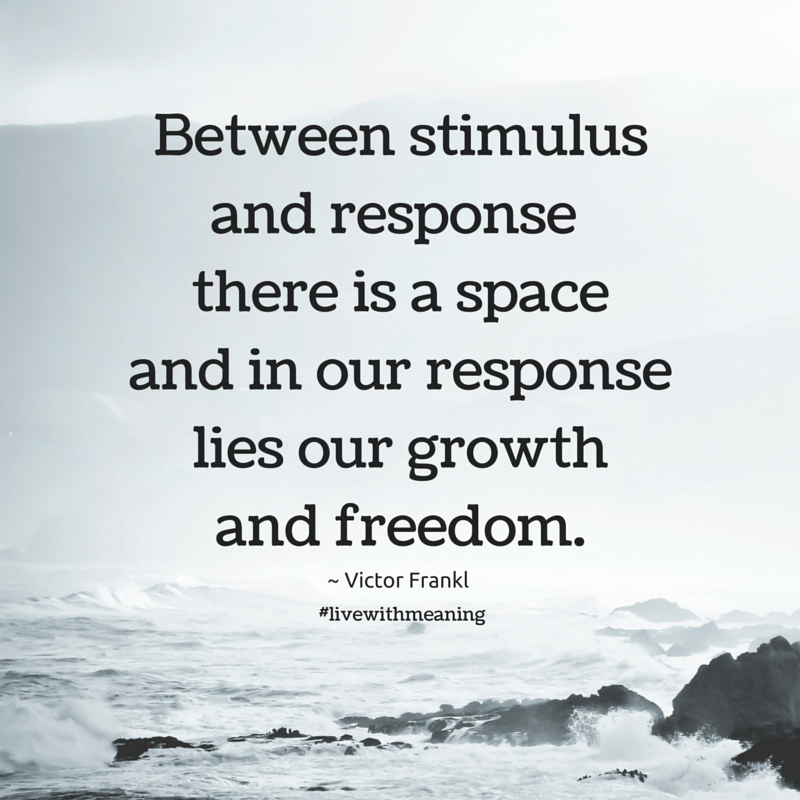 Between stimulus
and response
there is a space
and in our response
lies our growth
and freedom.
~ Victor Frankl
#livewithmeaning